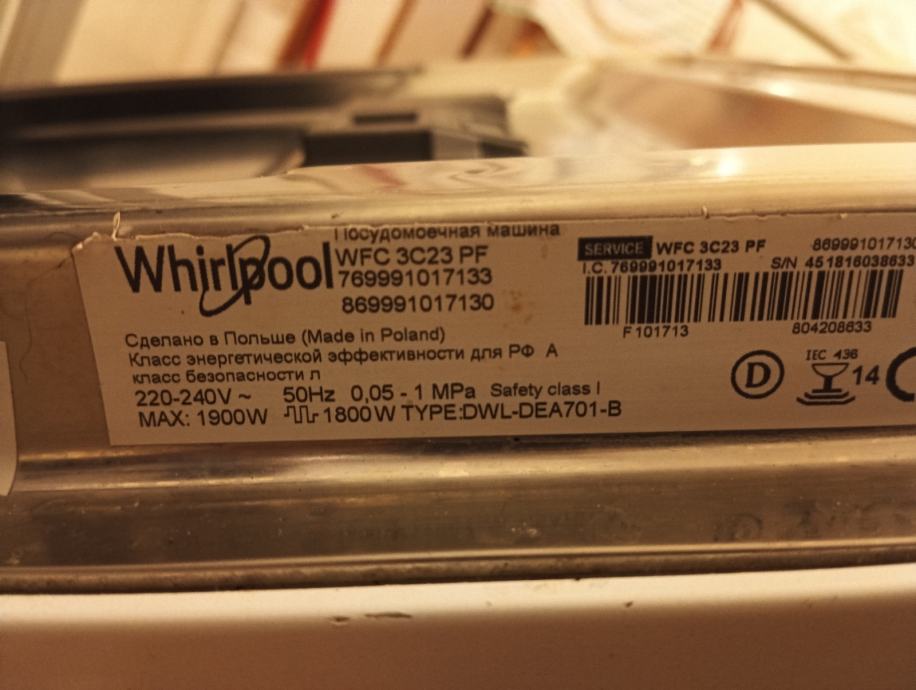 Посудомоечная машина
Whirlpool WFC 3C23 PF
769991017133
869991017130
Сделано в Польше (Made in Poland)
Класс энергетической эффективности для РФ А
класс безопасности л
220-240V ~ 50Hz 0,05 - 1 MPa Safety class I
MAX: 1900W 1800W TYPE:DWL-DEA701-B
SERVICE WFC 3C23 PF 869991017130
I.C. 769991017133 S/N 451816038633
F101713 804208633
D
IEC 436
14